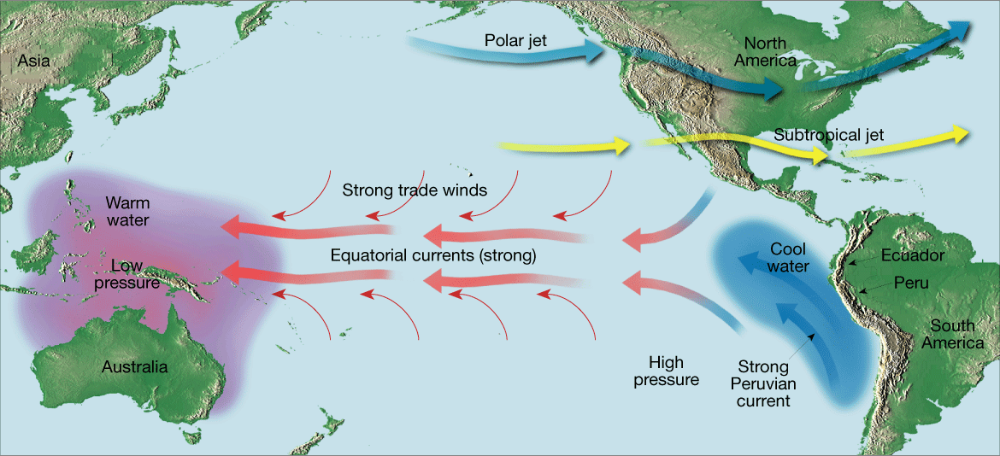 Polar jet
North
America
Asia
Subtropical jet
Strong trade winds
Warm
water
Equatorial currents (strong)
Cool
water
Ecuador
Low
pressure
Peru
South
America
Australia
High
pressure
Strong
Peruvian
current